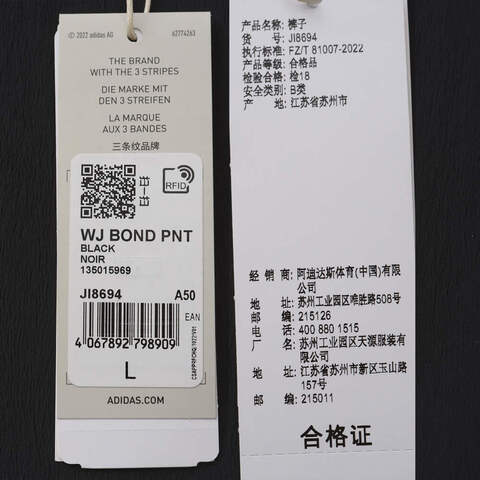 © 2022 adidas AG 62774263
THE BRAND
WITH THE 3 STRIPES
DIE MARKE MIT
DEN 3 STREIFEN
LA MARQUE
AUX 3 BANDES
三条纹品牌
RFID
WJ BOND PNT
BLACK
NOIR
135015969
JI8694 A50
EAN
4 067892 798909
L
ADIDAS.COM
产品名称: 裤子
货 号: JI8694
执行标准: FZ/T 81007-2022
产品等级: 合格品
检验合格: 检18
安全类别: B类
产 地: 江苏省苏州市
经 销 商: 阿迪达斯体育(中国)有限
公司
地 址: 苏州工业园区唯胜路508号
邮 编: 215126
电 话: 400 880 1515
厂 名: 苏州工业园区天源服装有
限公司
地 址: 江苏省苏州市新区玉山路
157号
邮 编: 215011
合格证